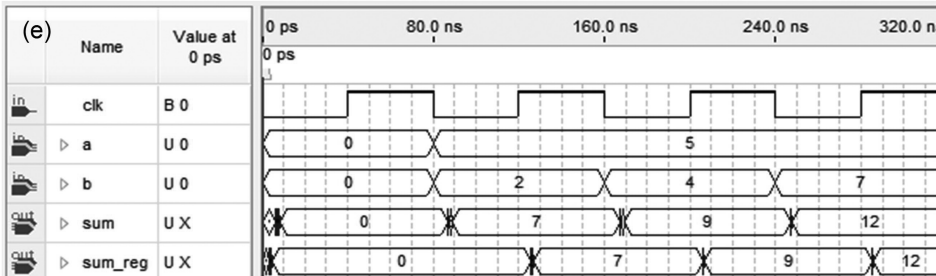 (e)
Name
Value at
0 ps
0 ps
80.0 ns
160.0 ns
240.0 ns
320.0 n
0 ps
in
clk
B 0
in
a
U 0
0
5
in
b
U 0
0
2
4
7
out
sum
U X
0
7
9
12
out
sum_reg
U X
0
7
9
12